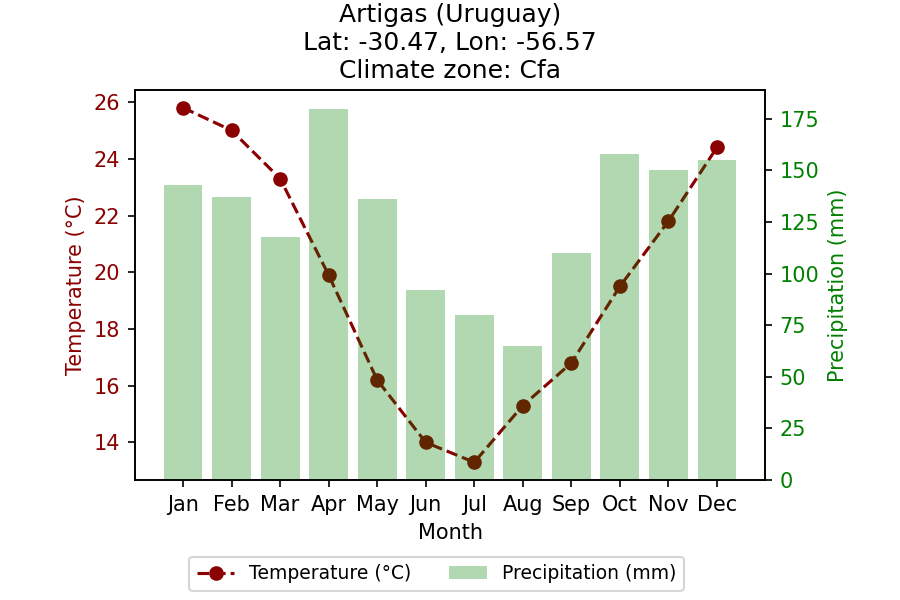 Artigas (Uruguay)
Lat: -30.47, Lon: -56.57
Climate zone: Cfa
Temperature (°C)
26
24
22
20
18
16
14
Precipitation (mm)
175
150
125
100
75
50
25
0
Jan Feb Mar Apr May Jun Jul Aug Sep Oct Nov Dec
Month
Temperature (°C) Precipitation (mm)